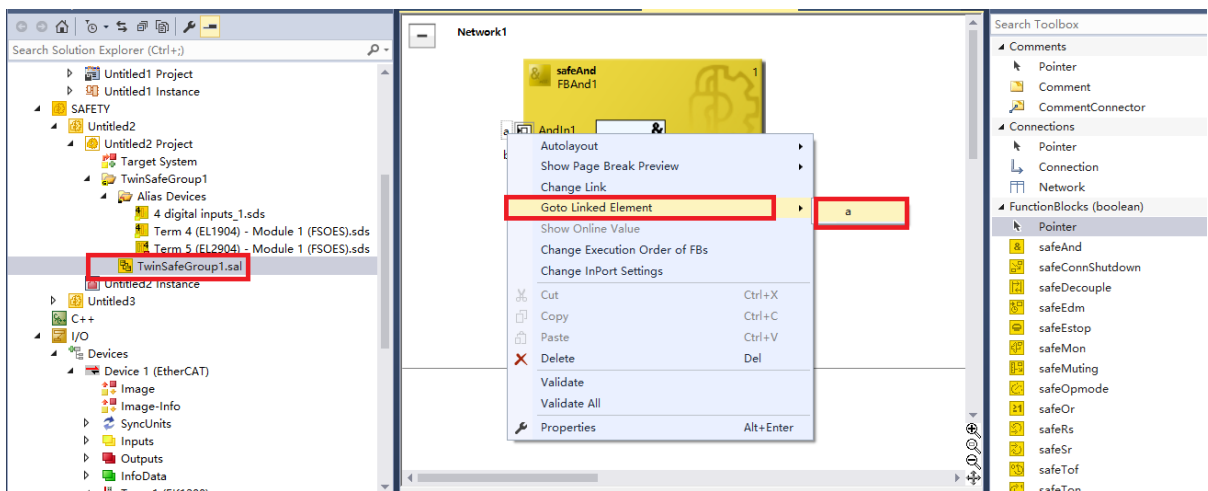 Search Solution Explorer (Ctrl+;)
Untitled1 Project
Untitled1 Instance
SAFETY
Untitled2
Untitled2 Project
Target System
TwinSafeGroup1
Alias Devices
4 digital inputs_1.sds
Term 4 (EL1904) - Module 1 (FSOES).sds
Term 5 (EL2904) - Module 1 (FSOES).sds
TwinSafeGroup1.sal
Untitled2 Instance
Untitled3
C++
I/O
Devices
Device 1 (EtherCAT)
Image
Image-Info
SyncUnits
Inputs
Outputs
InfoData
Network1
safeAnd
FBAnd1
1
a
AndIn1
&
b
Autolayout
Show Page Break Preview
Change Link
Goto Linked Element
a
Show Online Value
Change Execution Order of FBs
Change InPort Settings
Cut Ctrl+X
Copy Ctrl+C
Paste Ctrl+V
Delete Del
Validate
Validate All
Properties Alt+Enter
Search Toolbox
Comments
Pointer
Comment
CommentConnector
Connections
Pointer
Connection
Network
FunctionBlocks (boolean)
Pointer
safeAnd
safeConnShutdown
safeDecouple
safeEdm
safeEstop
safeMon
safeMuting
safeOpmode
safeOr
safeRs
safeSr
safeTof
safeTon